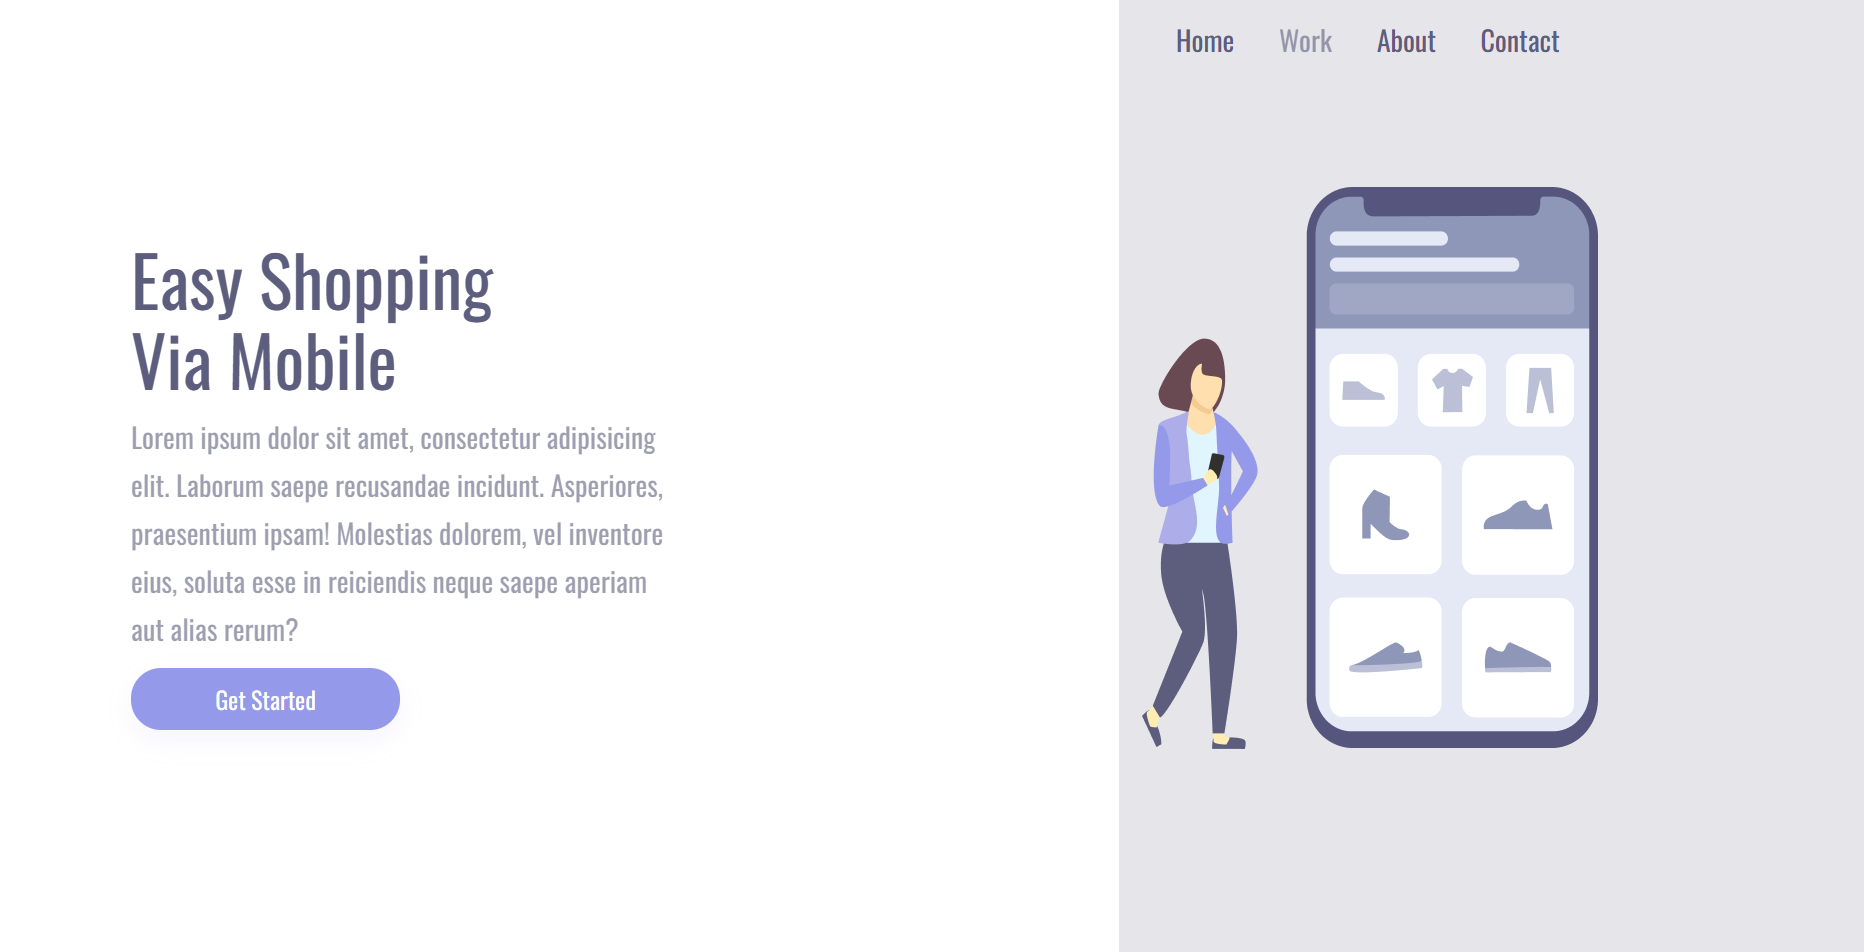 Home Work About Contact
Easy Shopping
Via Mobile
Lorem ipsum dolor sit amet, consectetur adipisicing
elit. Laborum saepe recusandae incidunt. Asperiores,
praesentium ipsam! Molestias dolorem, vel inventore
eius, soluta esse in reiciendis neque saepe aperiam
aut alias rerum?
Get Started